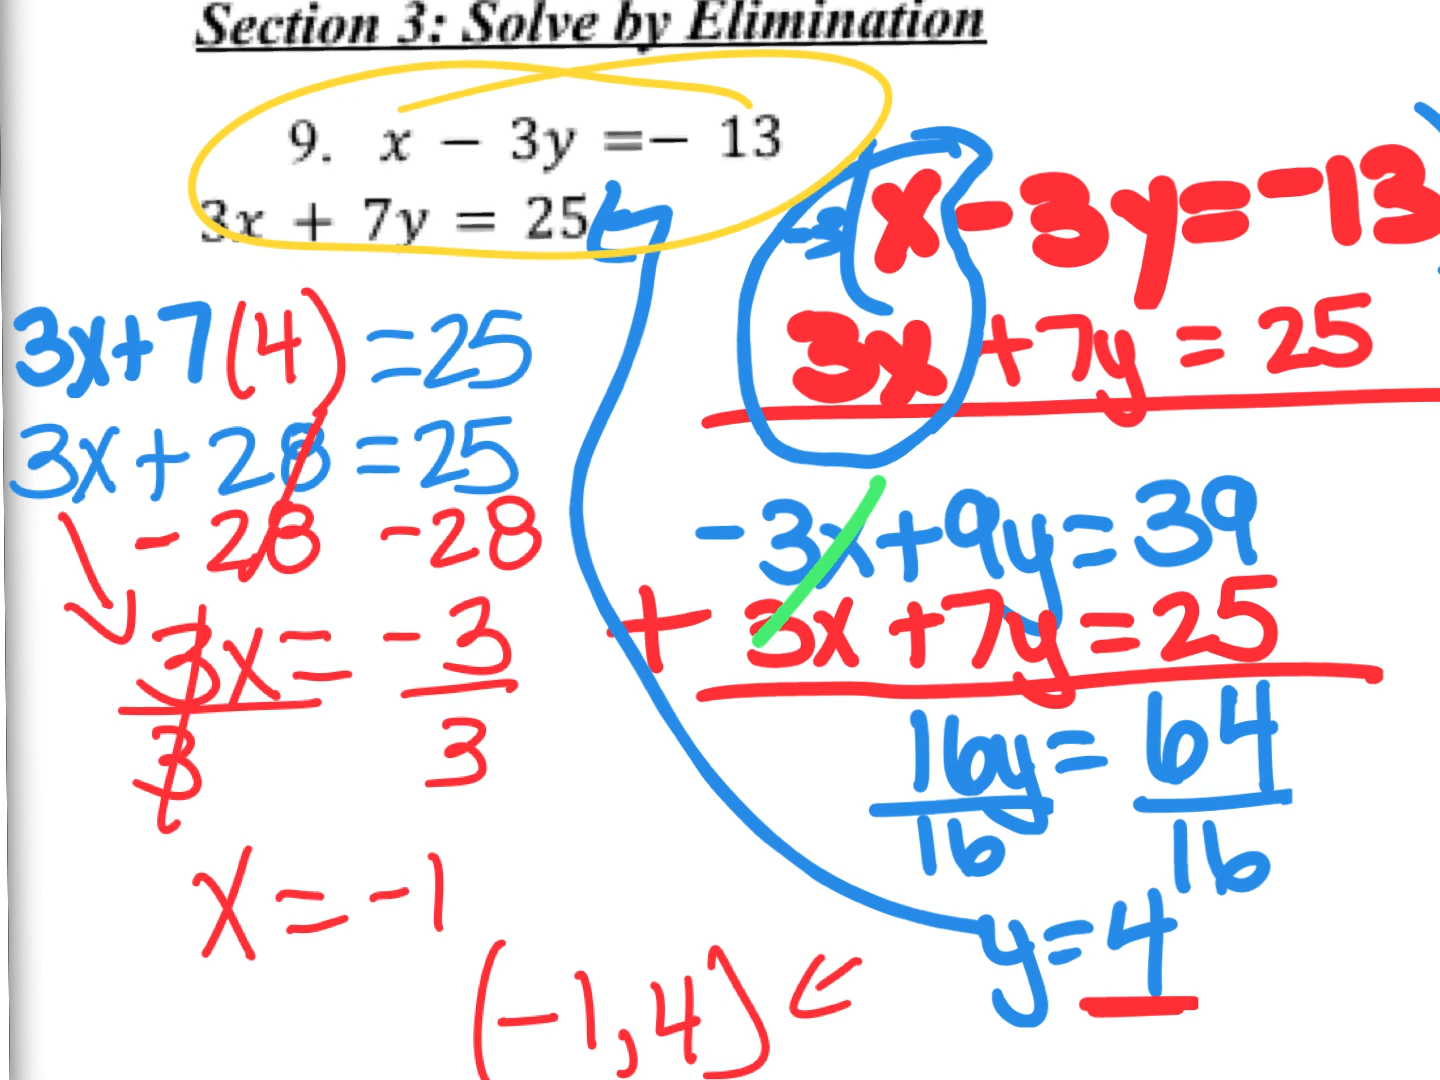 Section 3: Solve by Elimination
9. x − 3y =− 13
3x + 7y = 25
-3(x-3y=-13)
3x+7y=25
-3x+9y=39
+ 3x+7y=25
16y=64
16 16
y=4
3x+7(4)=25
3x+28=25
-28 -28
3x=-3
3 3
x=-1
(-1,4)